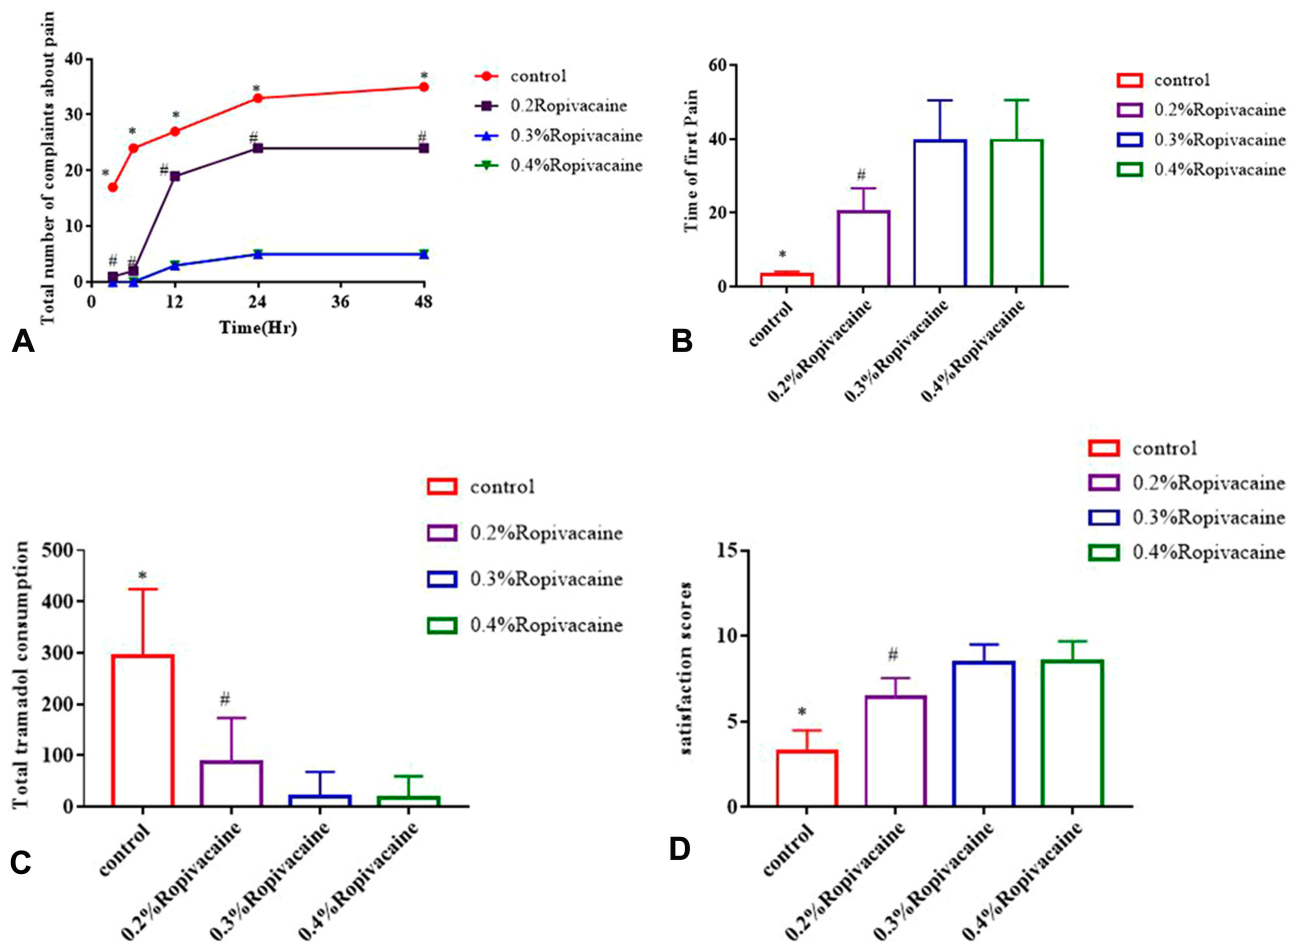 Total number of complaints about pain
40
30
20
10
0
0 12 24 36 48
Time(Hr)
* * * * *
# # # # #
control
0.2Ropivacaine
0.3%Ropivacaine
0.4%Ropivacaine
A
Time of first Pain
60
40
20
0
*
#
control
0.2%Ropivacaine
0.3%Ropivacaine
0.4%Ropivacaine
control
0.2%Ropivacaine
0.3%Ropivacaine
0.4%Ropivacaine
B
Total tramadol consumption
500
400
300
200
100
0
*
#
control
0.2%Ropivacaine
0.3%Ropivacaine
0.4%Ropivacaine
control
0.2%Ropivacaine
0.3%Ropivacaine
0.4%Ropivacaine
C
satisfaction scores
15
10
5
0
*
#
control
0.2%Ropivacaine
0.3%Ropivacaine
0.4%Ropivacaine
control
0.2%Ropivacaine
0.3%Ropivacaine
0.4%Ropivacaine
D